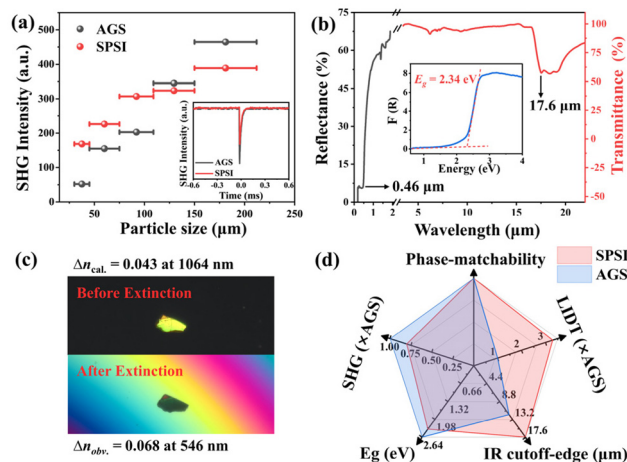 (a)
AGS
SPSI
SHG Intensity (a.u.)
500
400
300
200
100
0
0 50 100 150 200 250
Particle size (μm)
SHG Intensity (a.u.)
AGS
SPSI
-0.6 -0.3 0.0 0.3 0.6
Time (ms)
(b)
Reflectance (%)
75
60
45
30
15
0
Transmittance (%)
100
75
50
25
0
-25
-50
0 1 2 5 10 15 20
Wavelength (μm)
F (R)
8
6
4
2
0
1 2 3 4
Energy (eV)
Eg = 2.34 eV
17.6 μm
0.46 μm
(c)
Δncal. = 0.043 at 1064 nm
Before Extinction
After Extinction
Δnobv. = 0.068 at 546 nm
(d)
SPSI
AGS
Phase-matchability
LIDT (×AGS)
1 2 3
IR cutoff-edge (μm)
4.4 8.8 13.2 17.6
Eg (eV)
0.66 1.32 1.98 2.64
SHG (×AGS)
0.25 0.50 0.75 1.00